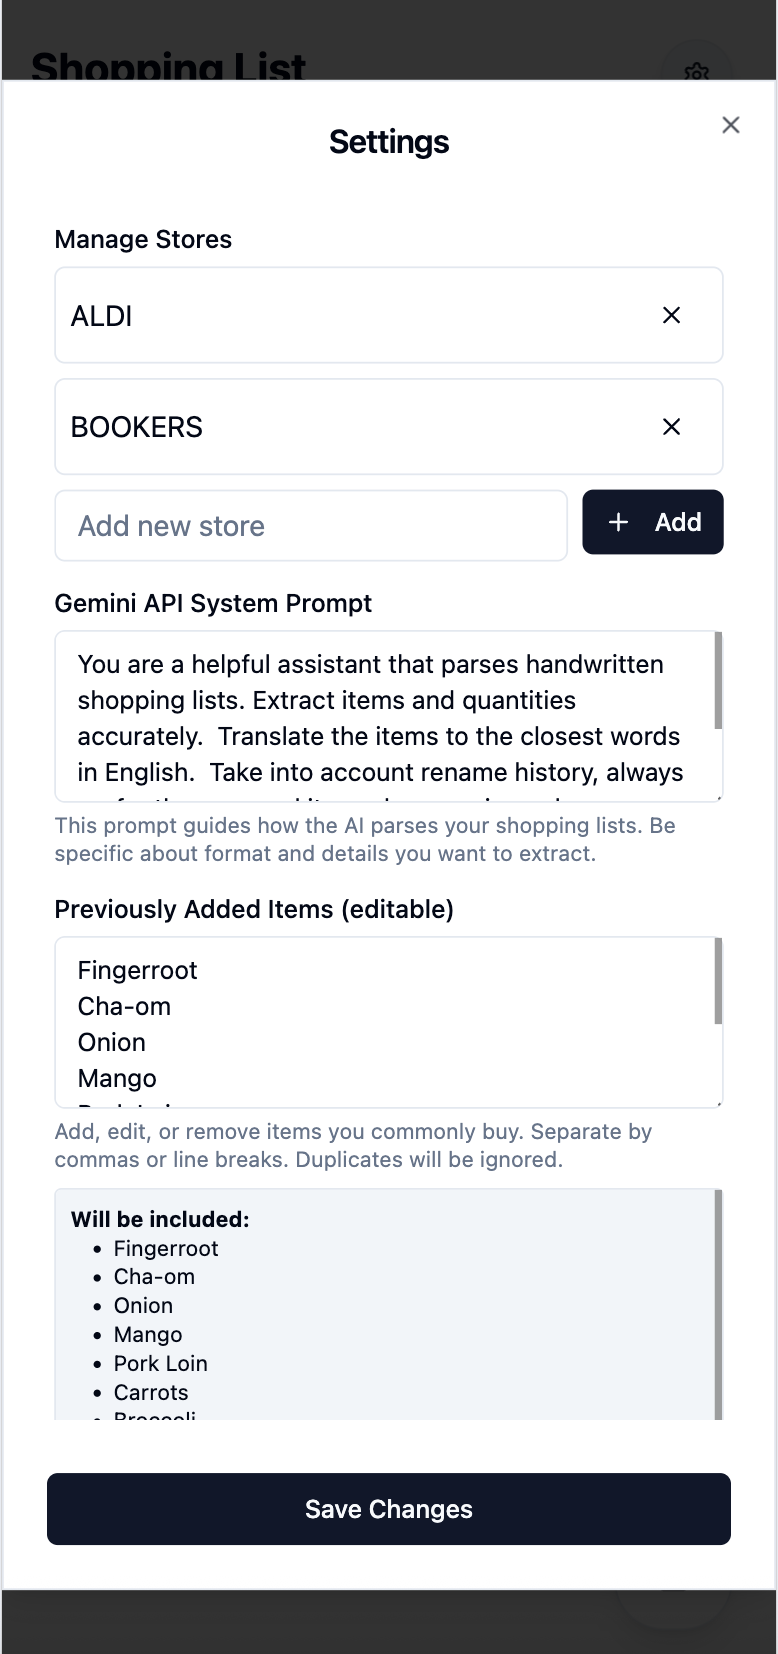 Shopping List
Settings
Manage Stores
ALDI
BOOKERS
Add new store
Add
Gemini API System Prompt
You are a helpful assistant that parses handwritten
shopping lists. Extract items and quantities
accurately.  Translate the items to the closest words
in English.  Take into account rename history, always
This prompt guides how the AI parses your shopping lists. Be
specific about format and details you want to extract.
Previously Added Items (editable)
Fingerroot
Cha-om
Onion
Mango
Add, edit, or remove items you commonly buy. Separate by
commas or line breaks. Duplicates will be ignored.
Will be included:
• Fingerroot
• Cha-om
• Onion
• Mango
• Pork Loin
• Carrots
• Broccoli
Save Changes